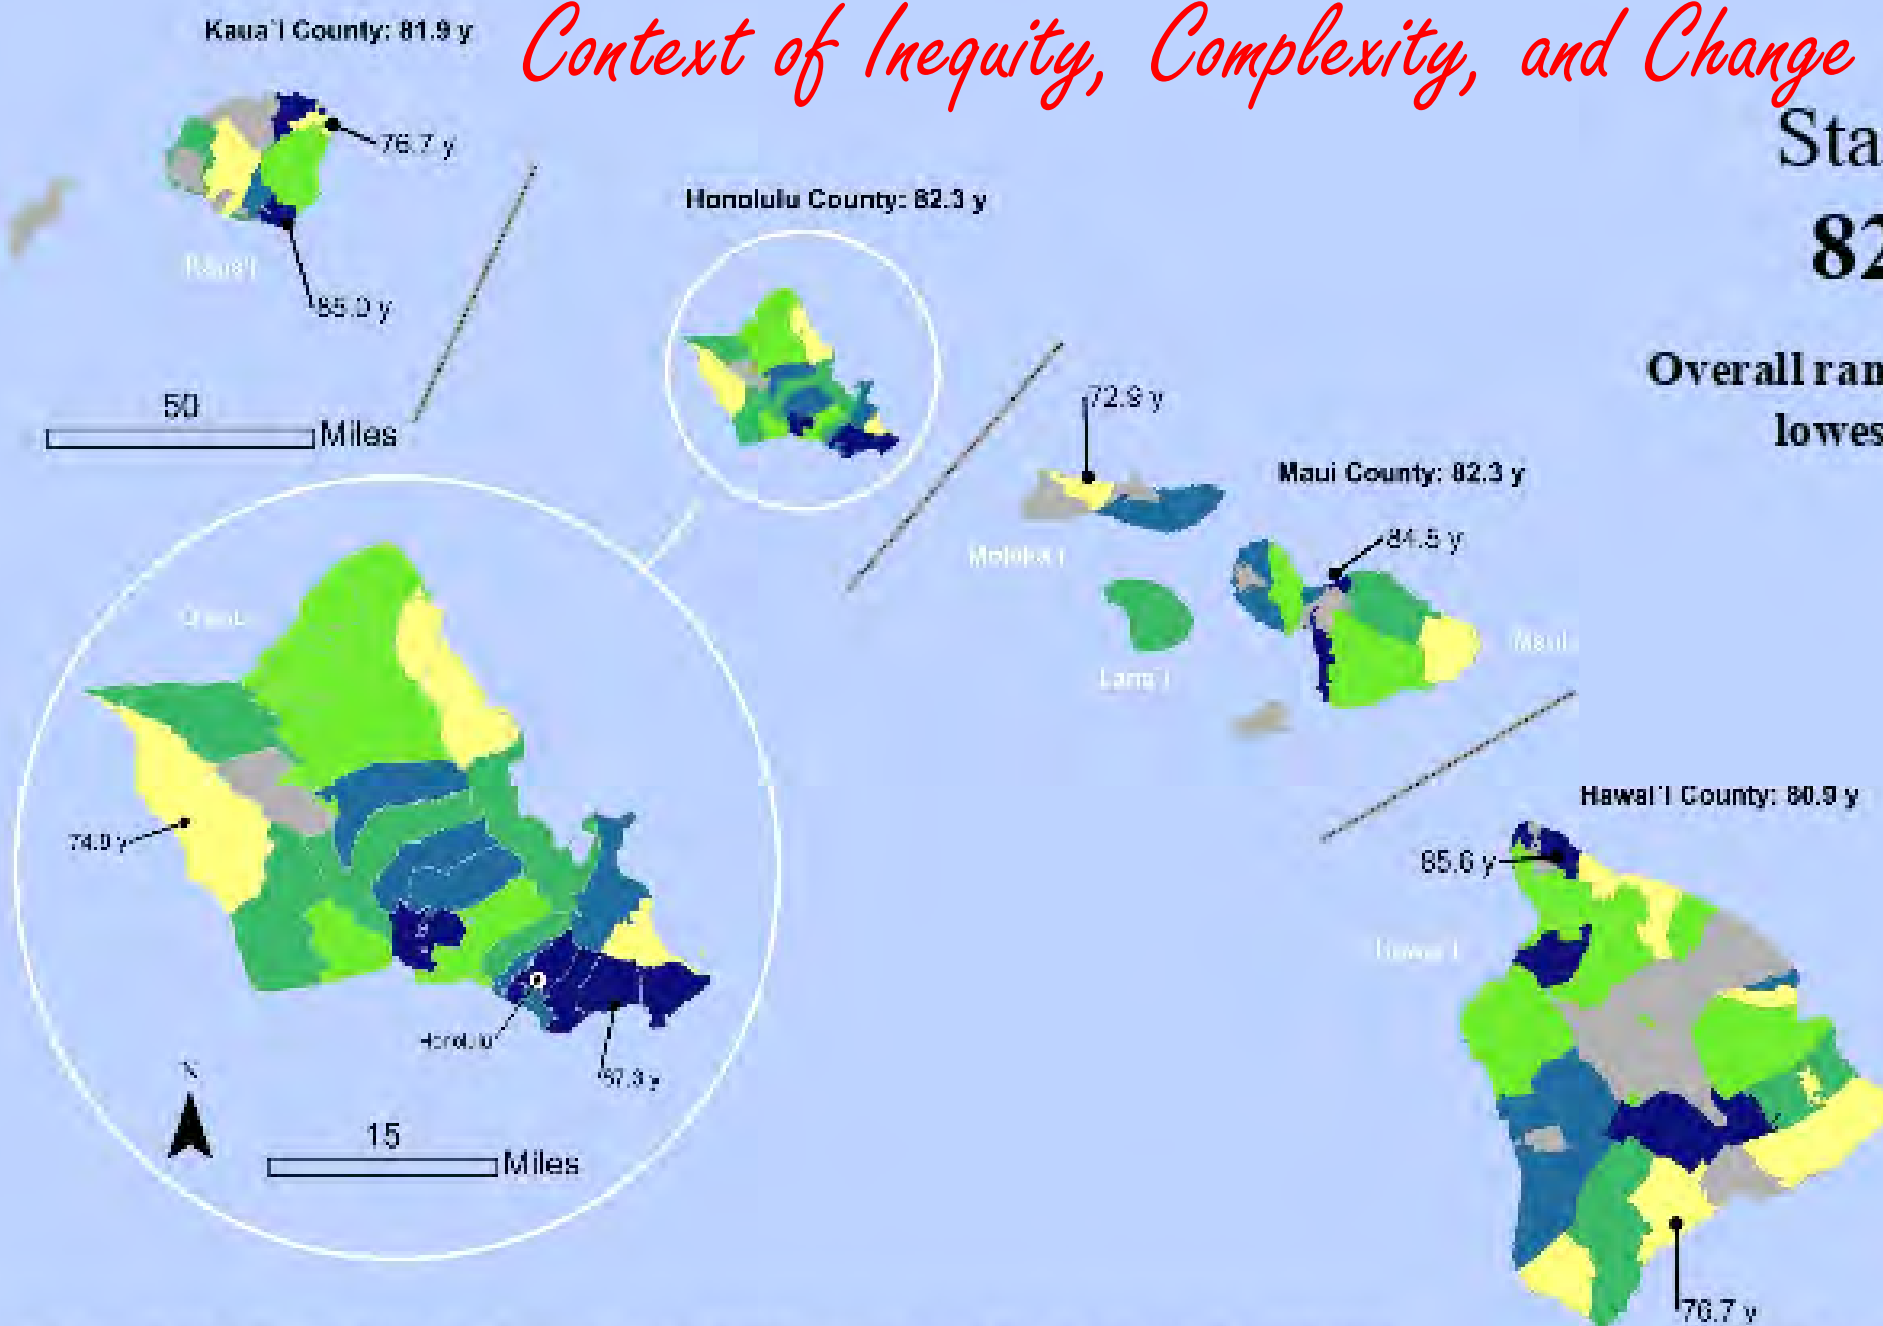 Context of Inequity, Complexity, and Change
Kaua`i County: 81.9 y
76.7 y
Kaua'i
85.0 y
50
Miles
Honolulu County: 82.3 y
Sta
82
Overall ran
lowes
72.9 y
Moloka`i
Maui County: 82.3 y
84.5 y
Lana`i
Maui
Hawai`i County: 80.9 y
85.6 y
Hawai`i
76.7 y
74.9 y
Honolulu
87.3 y
N
15
Miles